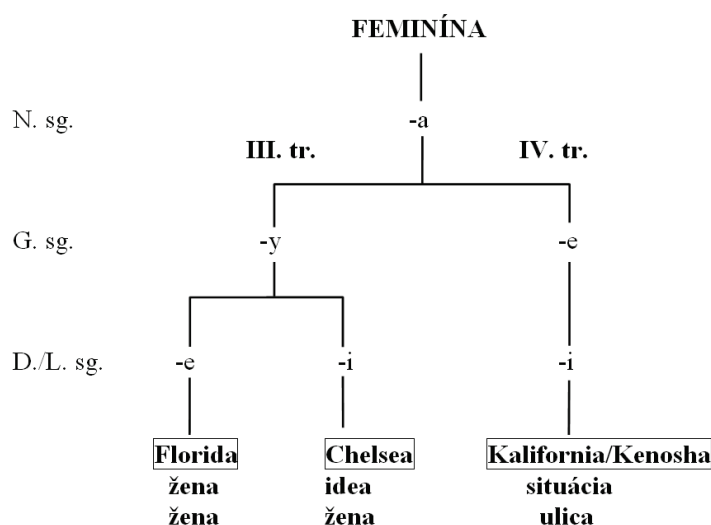 FEMINÍNA
N. sg. -a
III. tr. IV. tr.
G. sg. -y -e
D./L. sg. -e -i -i
Florida Chelsea Kalifornia/Kenosha
žena idea situácia
žena žena ulica